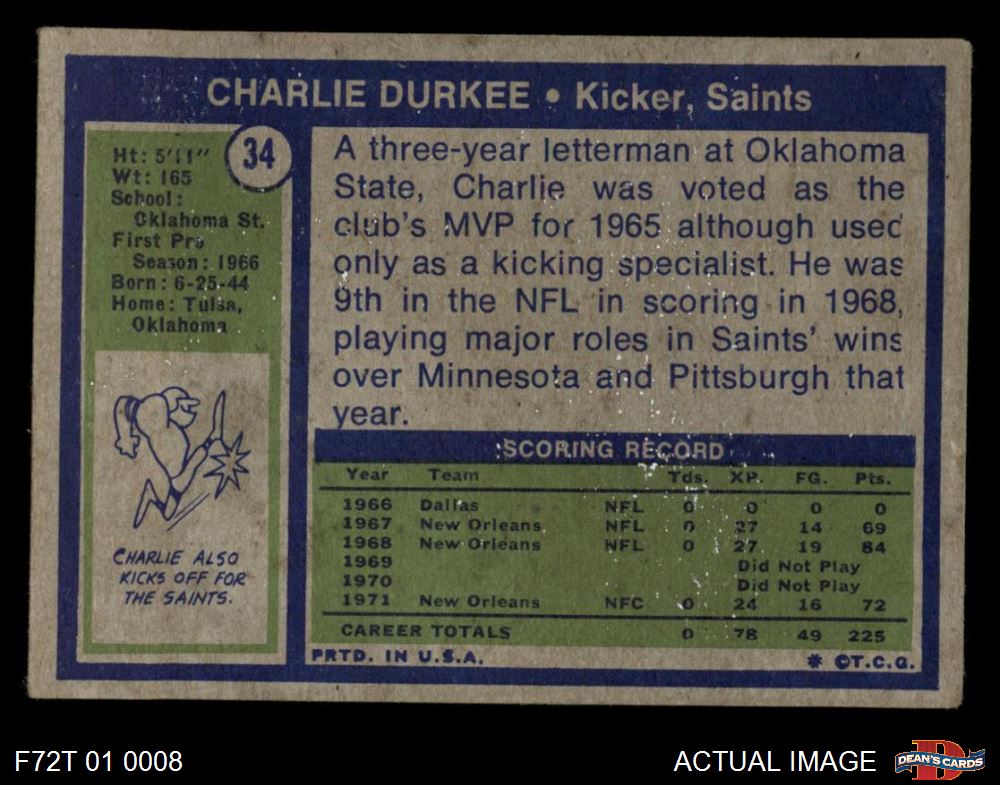 CHARLIE DURKEE • Kicker, Saints
34
Ht: 5'11"
Wt: 165
School:
Oklahoma St.
First Pro
Season: 1966
Born: 6-25-44
Home: Tulsa,
Oklahoma
CHARLIE ALSO
KICKS OFF FOR
THE SAINTS.
A three-year letterman at Oklahoma
State, Charlie was voted as the
club's MVP for 1965 although used
only as a kicking specialist. He was
9th in the NFL in scoring in 1968,
playing major roles in Saints' wins
over Minnesota and Pittsburgh that
year.
SCORING RECORD
Year Team Tds. XP. FG. Pts.
1966 Dallas NFL 0 0 0 0
1967 New Orleans NFL 0 27 14 69
1968 New Orleans NFL 0 27 19 84
1969 Did Not Play
1970 Did Not Play
1971 New Orleans NFC 0 24 16 72
CAREER TOTALS 0 78 49 225
PRTD. IN U.S.A. * ©T.C.G.
F72T 01 0008 ACTUAL IMAGE DEAN'S CARDS